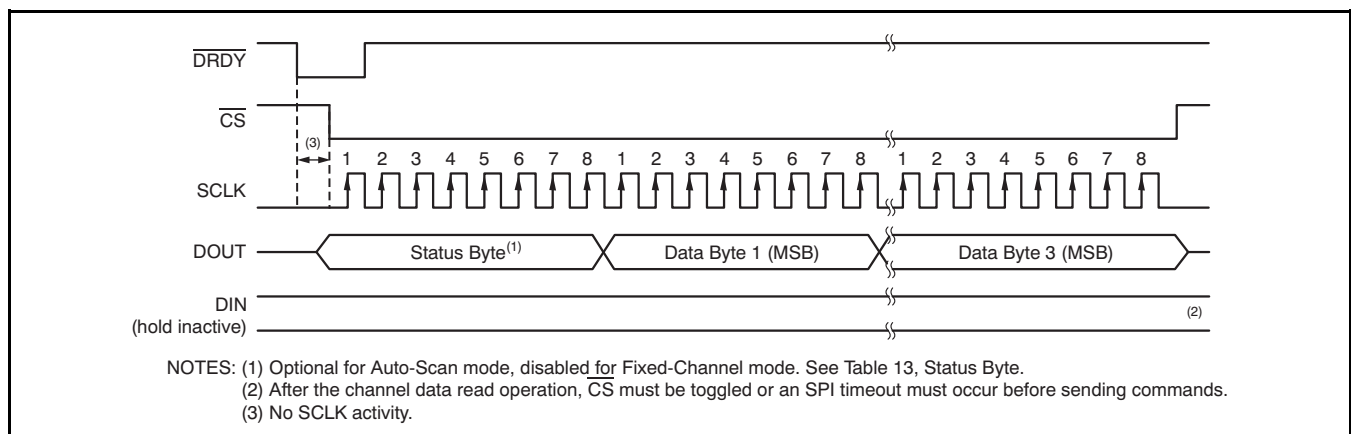 DRDY
CS
(3)
1 2 3 4 5 6 7 8 1 2 3 4 5 6 7 8 1 2 3 4 5 6 7 8
SCLK
DOUT Status Byte(1) Data Byte 1 (MSB) Data Byte 3 (MSB)
DIN
(hold inactive)
(2)
NOTES: (1) Optional for Auto-Scan mode, disabled for Fixed-Channel mode. See Table 13, Status Byte.
(2) After the channel data read operation, CS must be toggled or an SPI timeout must occur before sending commands.
(3) No SCLK activity.